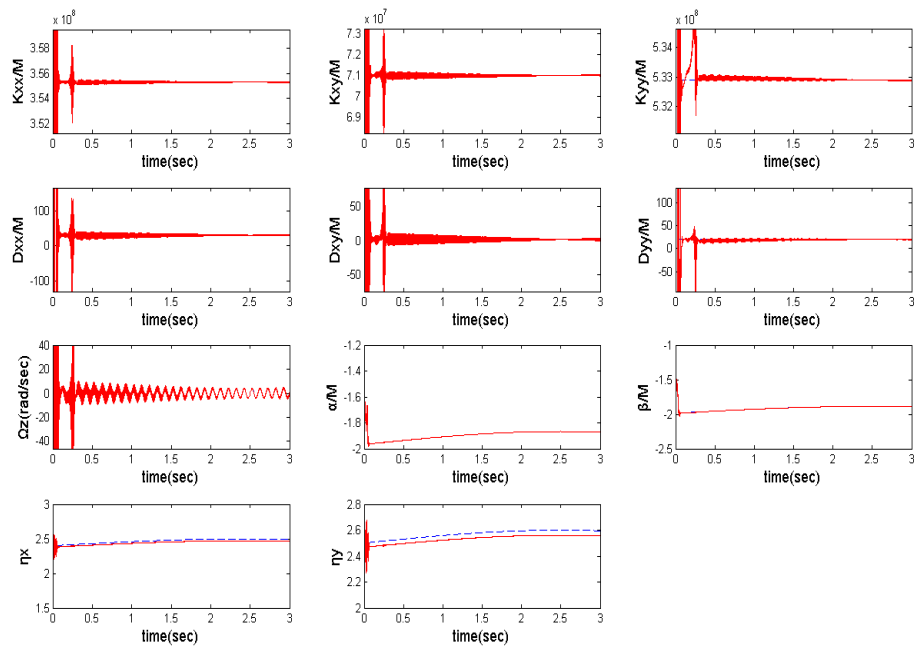 x 10^8 x 10^7 x 10^8
Kxx/M 3.58 3.56 3.54 3.52
0 0.5 1 1.5 2 2.5 3
time(sec)
Kxy/M 7.3 7.2 7.1 7 6.9
0 0.5 1 1.5 2 2.5 3
time(sec)
Kyy/M 5.34 5.33 5.32
0 0.5 1 1.5 2 2.5 3
time(sec)
Dxx/M 100 0 -100
0 0.5 1 1.5 2 2.5 3
time(sec)
Dxy/M 50 0 -50
0 0.5 1 1.5 2 2.5 3
time(sec)
Dyy/M 100 50 0 -50 -100
0 0.5 1 1.5 2 2.5 3
time(sec)
Ωz(rad/sec) 40 20 0 -20 -40
0 0.5 1 1.5 2 2.5 3
time(sec)
α/M -1.2 -1.4 -1.6 -1.8 -2
0 0.5 1 1.5 2 2.5 3
time(sec)
β/M -1 -1.5 -2 -2.5
0 0.5 1 1.5 2 2.5 3
time(sec)
ηx 3 2.5 2 1.5
0 0.5 1 1.5 2 2.5 3
time(sec)
ηy 2.8 2.6 2.4 2.2 2
0 0.5 1 1.5 2 2.5 3
time(sec)